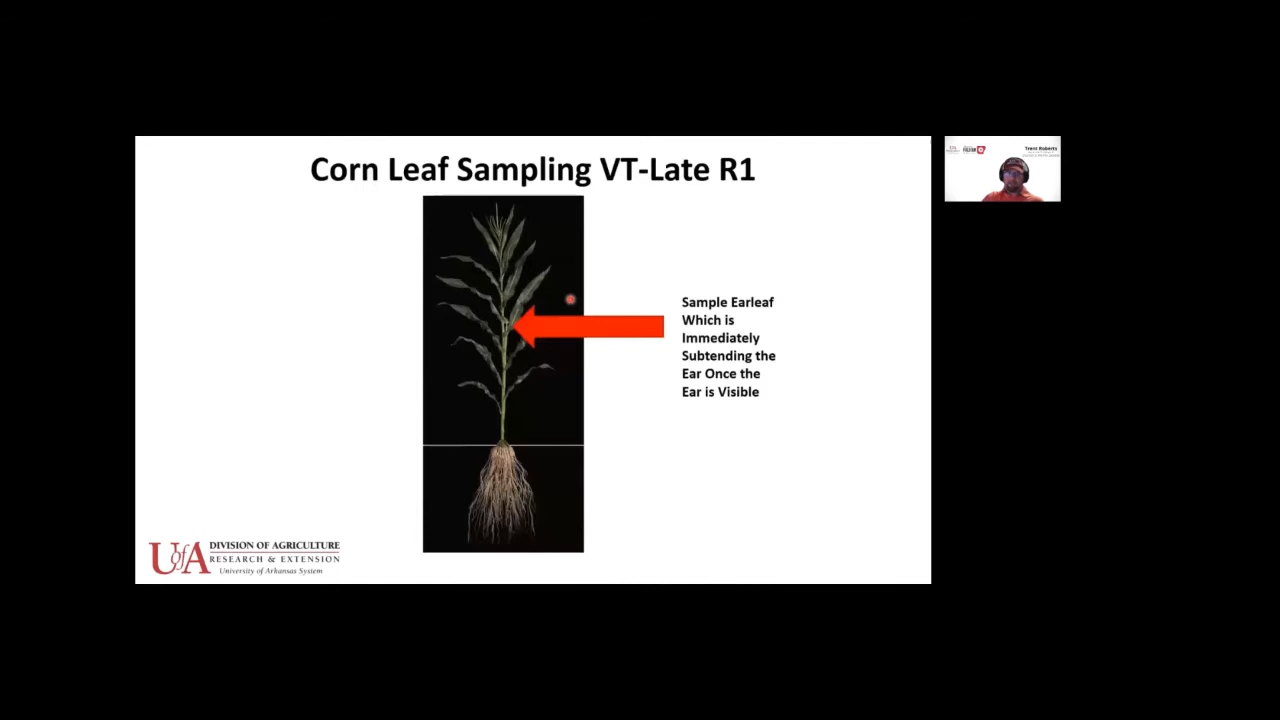 Corn Leaf Sampling VT-Late R1
Sample Earleaf
Which is
Immediately
Subtending the
Ear Once the
Ear is Visible
UofA DIVISION OF AGRICULTURE
RESEARCH & EXTENSION
University of Arkansas System
Trent Roberts